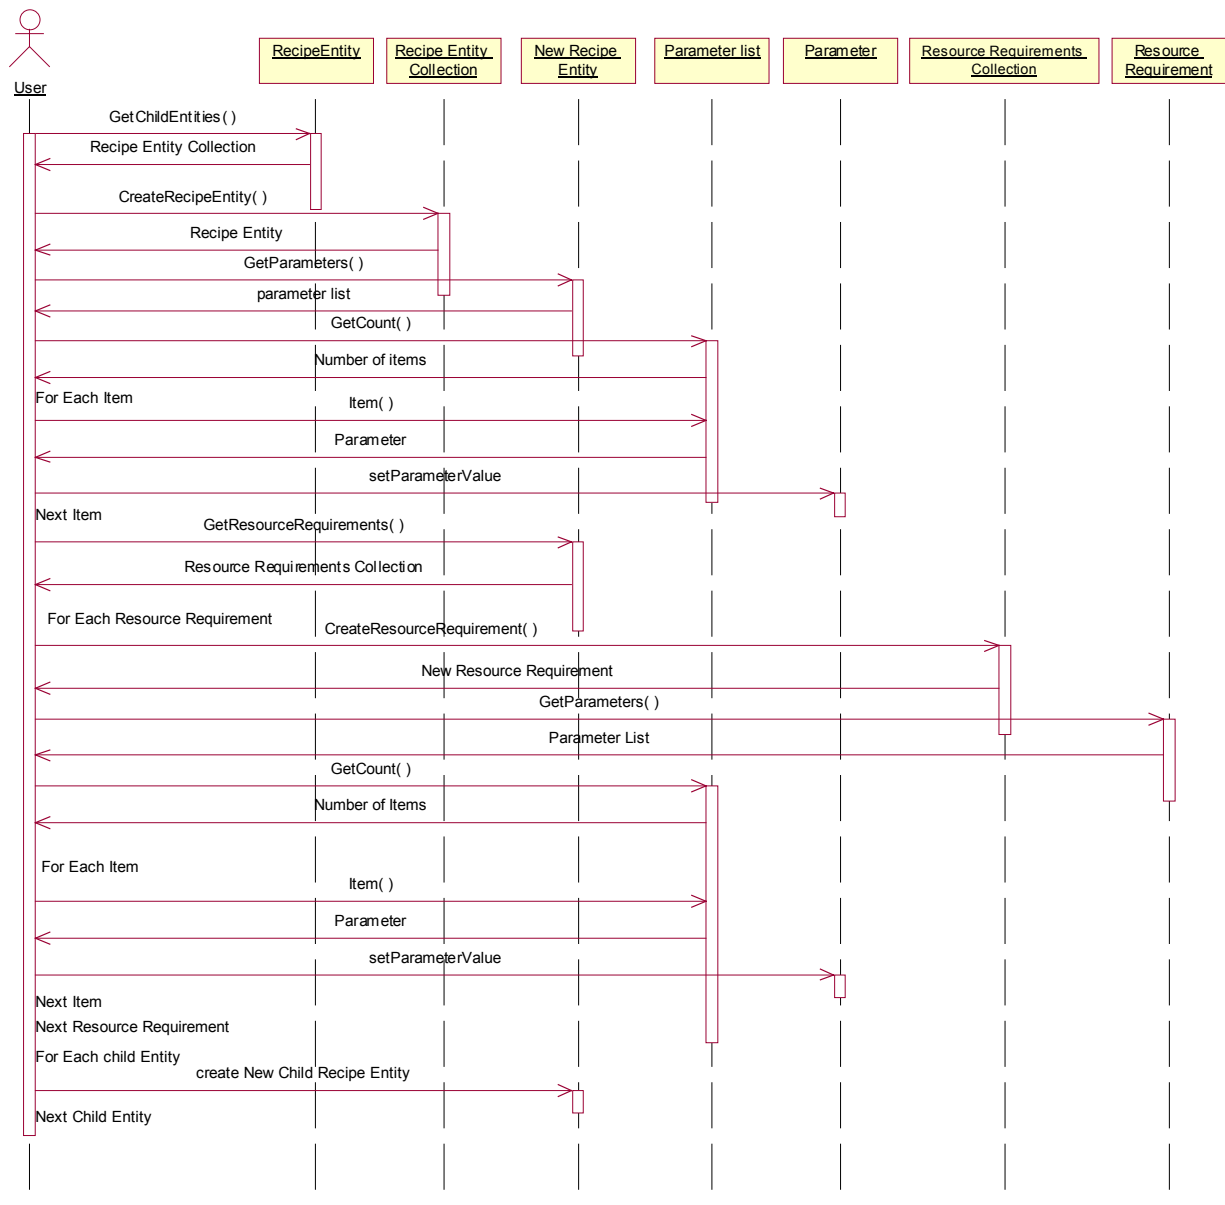 User
RecipeEntity
Recipe Entity
Collection
New Recipe
Entity
Parameter list
Parameter
Resource Requirements
Collection
Resource
Requirement
GetChildEntities( )
Recipe Entity Collection
CreateRecipeEntity( )
Recipe Entity
GetParameters( )
parameter list
GetCount( )
Number of items
For Each Item
Item( )
Parameter
setParameterValue
Next Item
GetResourceRequirements( )
Resource Requirements Collection
For Each Resource Requirement
CreateResourceRequirement( )
New Resource Requirement
GetParameters( )
Parameter List
GetCount( )
Number of Items
For Each Item
Item( )
Parameter
setParameterValue
Next Item
Next Resource Requirement
For Each child Entity
create New Child Recipe Entity
Next Child Entity